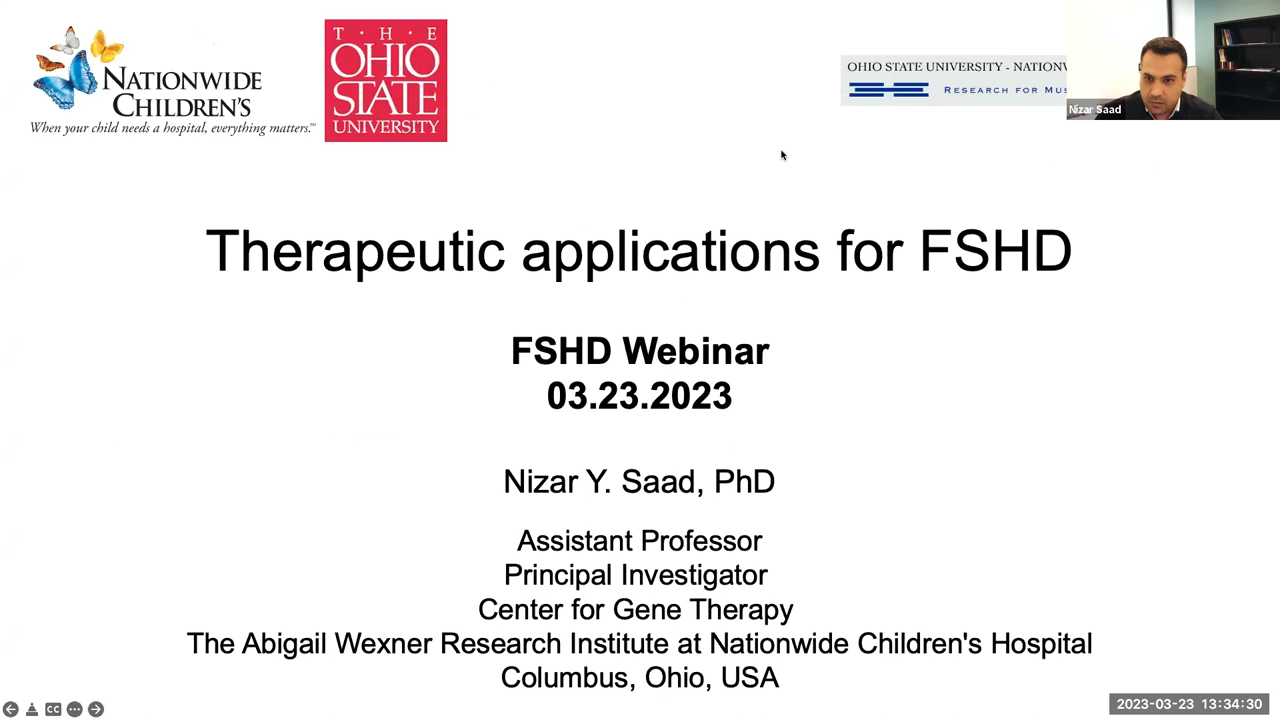 NATIONWIDE
CHILDREN'S
When your child needs a hospital, everything matters.℠
T · H · E
OHIO
STATE
UNIVERSITY
OHIO STATE UNIVERSITY - NATIONW
RESEARCH FOR MUS
Nizar Saad
Therapeutic applications for FSHD
FSHD Webinar
03.23.2023
Nizar Y. Saad, PhD
Assistant Professor
Principal Investigator
Center for Gene Therapy
The Abigail Wexner Research Institute at Nationwide Children's Hospital
Columbus, Ohio, USA
CC
2023-03-23 13:34:30